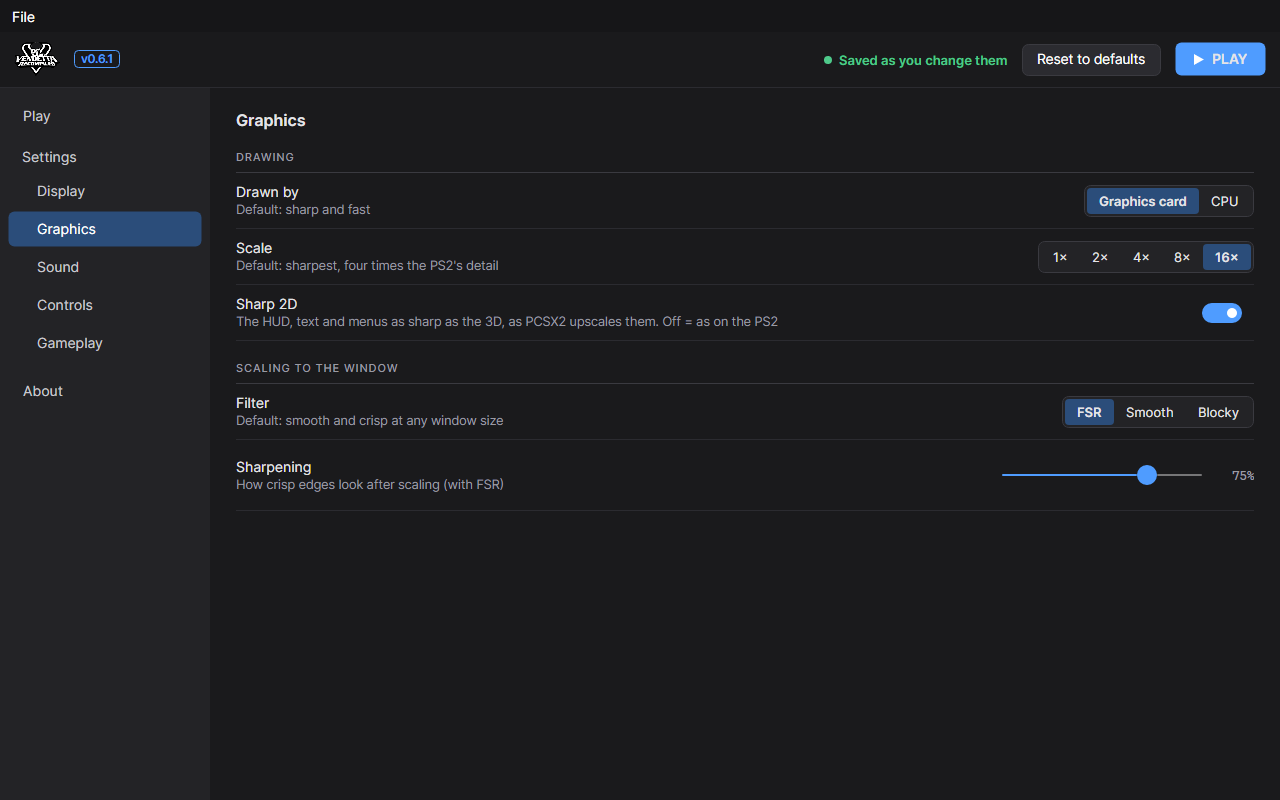 File
VENDETTA
v0.6.1
Saved as you change them
Reset to defaults
PLAY
Play
Settings
Display
Graphics
Sound
Controls
Gameplay
About
Graphics
DRAWING
Drawn by
Default: sharp and fast
Graphics card
CPU
Scale
Default: sharpest, four times the PS2's detail
1×
2×
4×
8×
16×
Sharp 2D
The HUD, text and menus as sharp as the 3D, as PCSX2 upscales them. Off = as on the PS2
SCALING TO THE WINDOW
Filter
Default: smooth and crisp at any window size
FSR
Smooth
Blocky
Sharpening
How crisp edges look after scaling (with FSR)
75%